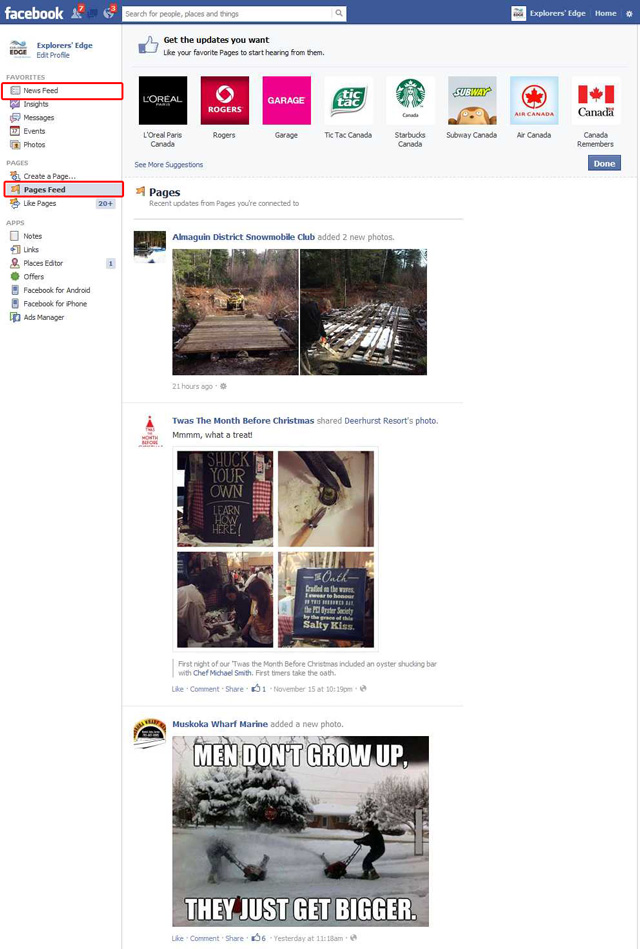 facebook 7 3 Search for people, places and things Explorers' Edge Home
Explorers' Edge
Edit Profile
FAVORITES
News Feed
Insights
Messages
Events
Photos
PAGES
Create a Page...
Pages Feed
Like Pages 20+
APPS
Notes
Links
Places Editor 1
Offers
Facebook for Android
Facebook for iPhone
Ads Manager
Get the updates you want
Like your favorite Pages to start hearing from them.
L'ORÉAL
PARIS
ROGERS™
GARAGE
tic tac
Canada
SUBWAY
AIR CANADA
Canada
L'Oreal Paris Canada
Rogers
Garage
Tic Tac Canada
Starbucks Canada
Subway Canada
Air Canada
Canada Remembers
See More Suggestions Done
Pages
Recent updates from Pages you're connected to
Almaguin District Snowmobile Club added 2 new photos.
21 hours ago ·
TWAS
THE
MONTH
BEFORE
Twas The Month Before Christmas shared Deerhurst Resort's photo.
Mmmm, what a treat!
SHUCK
YOUR
OWN
LEARN
HOW
HERE!
THE Oath
Cradled on the waves,
I swear to honour
the PEI Oyster Society
by the grace of this
Salty Kiss.
First night of our 'Twas the Month Before Christmas included an oyster shucking bar
with Chef Michael Smith. First timers take the oath.
Like · Comment · Share · 1 · November 15 at 10:19pm ·
Muskoka Wharf Marine added a new photo.
MEN DON'T GROW UP,
THEY JUST GET BIGGER.
Like · Comment · Share · 6 · Yesterday at 11:18am ·